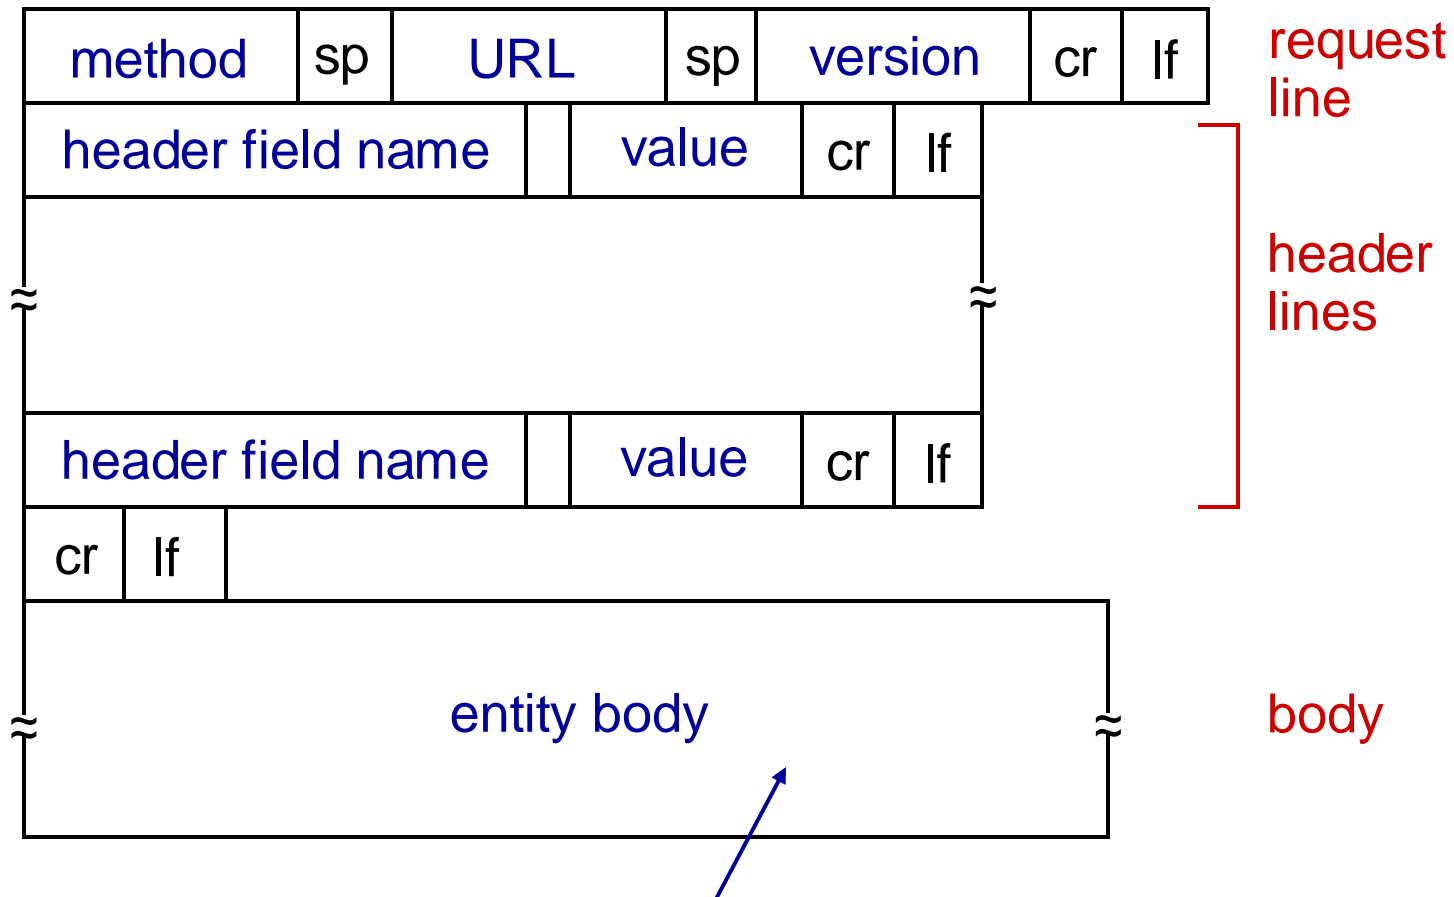 method sp URL sp version cr lf request
line
header field name value cr lf
header
lines
header field name value cr lf
cr lf
entity body body